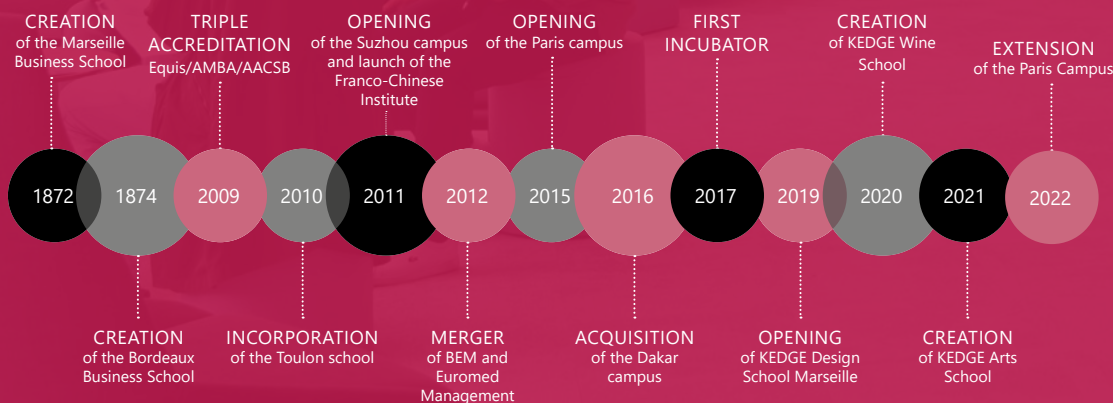 CREATION
of the Marseille
Business School
TRIPLE
ACCREDITATION
Equis/AMBA/AACSB
OPENING
of the Suzhou campus
and launch of the
Franco-Chinese
Institute
OPENING
of the Paris campus
FIRST
INCUBATOR
CREATION
of KEDGE Wine
School
EXTENSION
of the Paris Campus
1872
1874
2009
2010
2011
2012
2015
2016
2017
2019
2020
2021
2022
CREATION
of the Bordeaux
Business School
INCORPORATION
of the Toulon school
MERGER
of BEM and
Euromed
Management
ACQUISITION
of the Dakar
campus
OPENING
of KEDGE Design
School Marseille
CREATION
of KEDGE Arts
School